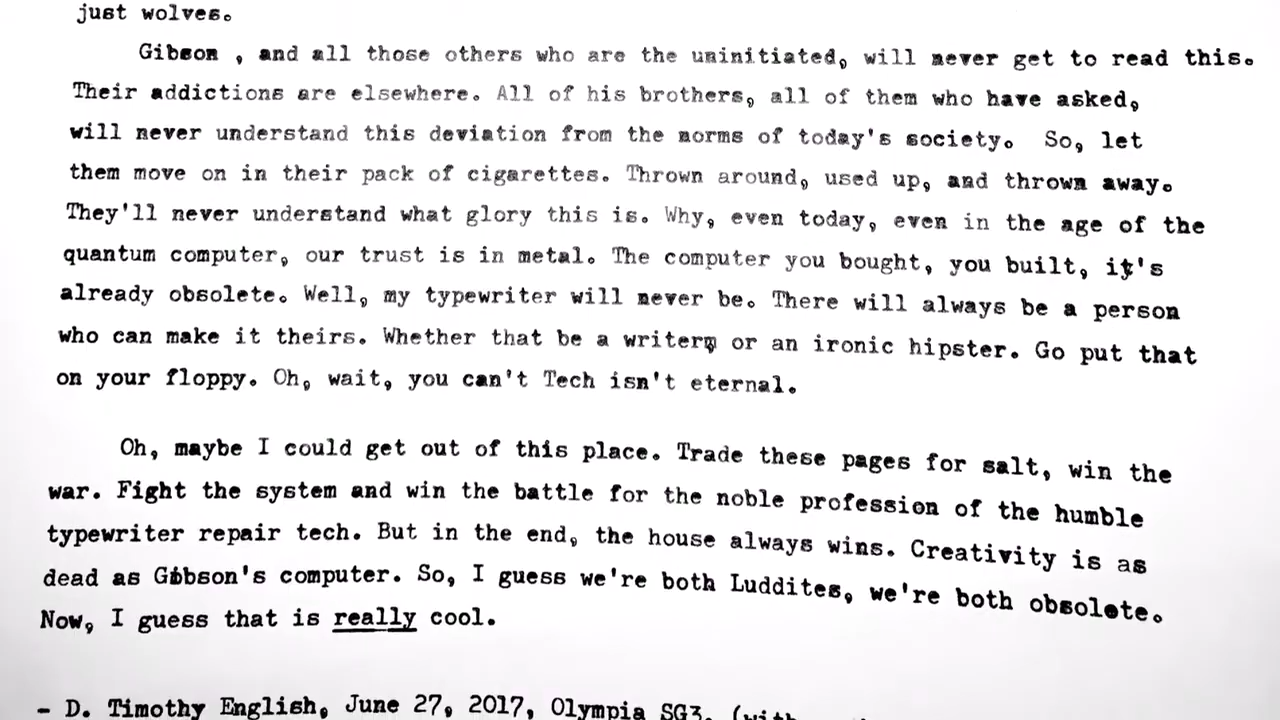 just wolves.
Gibson , and all those others who are the uninitiated, will never get to read this.
Their addictions are elsewhere. All of his brothers, all of them who have asked,
will never understand this deviation from the norms of today's society.  So, let
them move on in their pack of cigarettes. Thrown around, used up, and thrown away.
They'll never understand what glory this is. Why, even today, even in the age of the
quantum computer, our trust is in metal. The computer you bought, you built, it's
already obsolete. Well, my typewriter will never be. There will always be a person
who can make it theirs. Whether that be a writer, or an ironic hipster. Go put that
on your floppy. Oh, wait, you can't Tech isn't eternal.
Oh, maybe I could get out of this place. Trade these pages for salt, win the
war. Fight the system and win the battle for the noble profession of the humble
typewriter repair tech. But in the end, the house always wins. Creativity is as
dead as Gibson's computer. So, I guess we're both Luddites, we're both obsolete.
Now, I guess that is really cool.
- D. Timothy English, June 27, 2017, Olympia SG3. (with